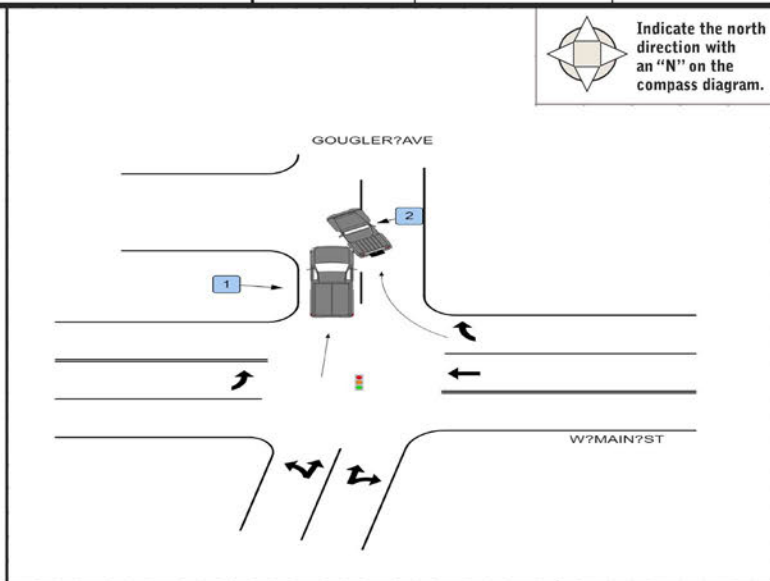 Indicate the north
direction with
an “N” on the
compass diagram.
GOUGLER?AVE
2
1
W?MAIN?ST